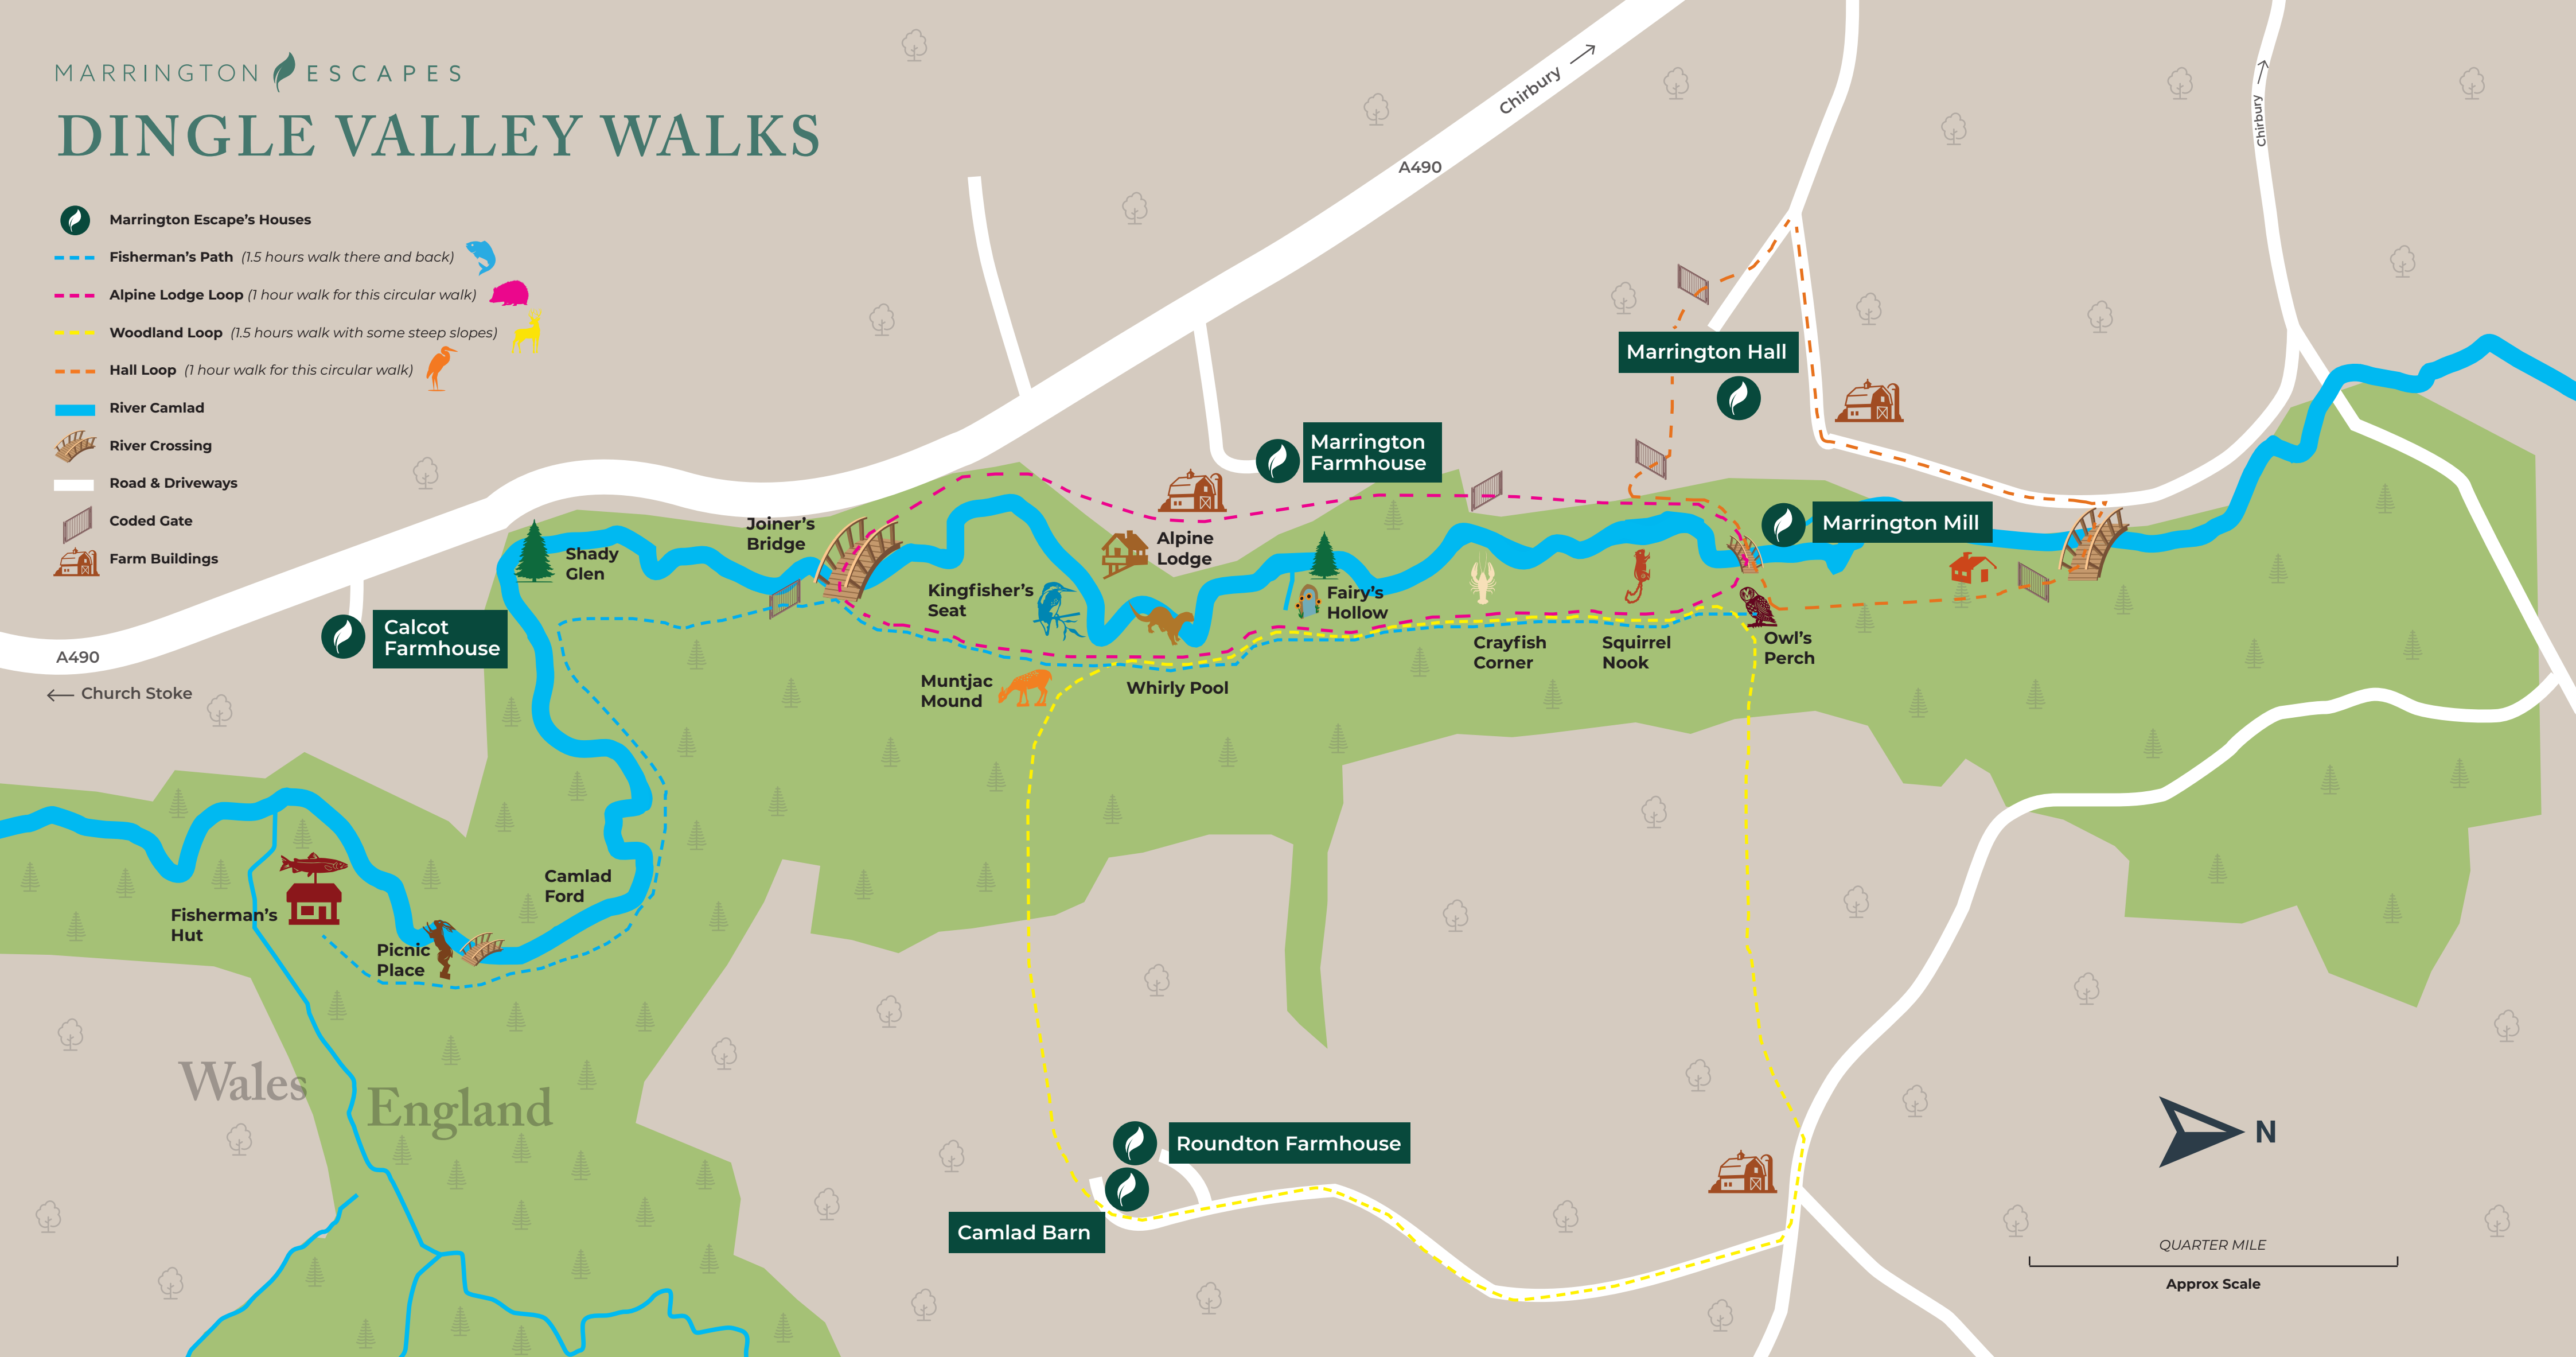 MARRINGTON ESCAPES
DINGLE VALLEY WALKS
Marrington Escape's Houses
Fisherman's Path (1.5 hours walk there and back)
Alpine Lodge Loop (1 hour walk for this circular walk)
Woodland Loop (1.5 hours walk with some steep slopes)
Hall Loop (1 hour walk for this circular walk)
River Camlad
River Crossing
Road & Driveways
Coded Gate
Farm Buildings
Chirbury
A490
Chirbury
Marrington Hall
Marrington
Farmhouse
Marrington Mill
Joiner's
Bridge
Shady
Glen
Alpine
Lodge
Kingfisher's
Seat
Fairy's
Hollow
Calcot
Farmhouse
A490
Church Stoke
Crayfish
Corner
Squirrel
Nook
Owl's
Perch
Muntjac
Mound
Whirly Pool
Camlad
Ford
Fisherman's
Hut
Picnic
Place
Wales
England
Roundton Farmhouse
Camlad Barn
N
QUARTER MILE
Approx Scale